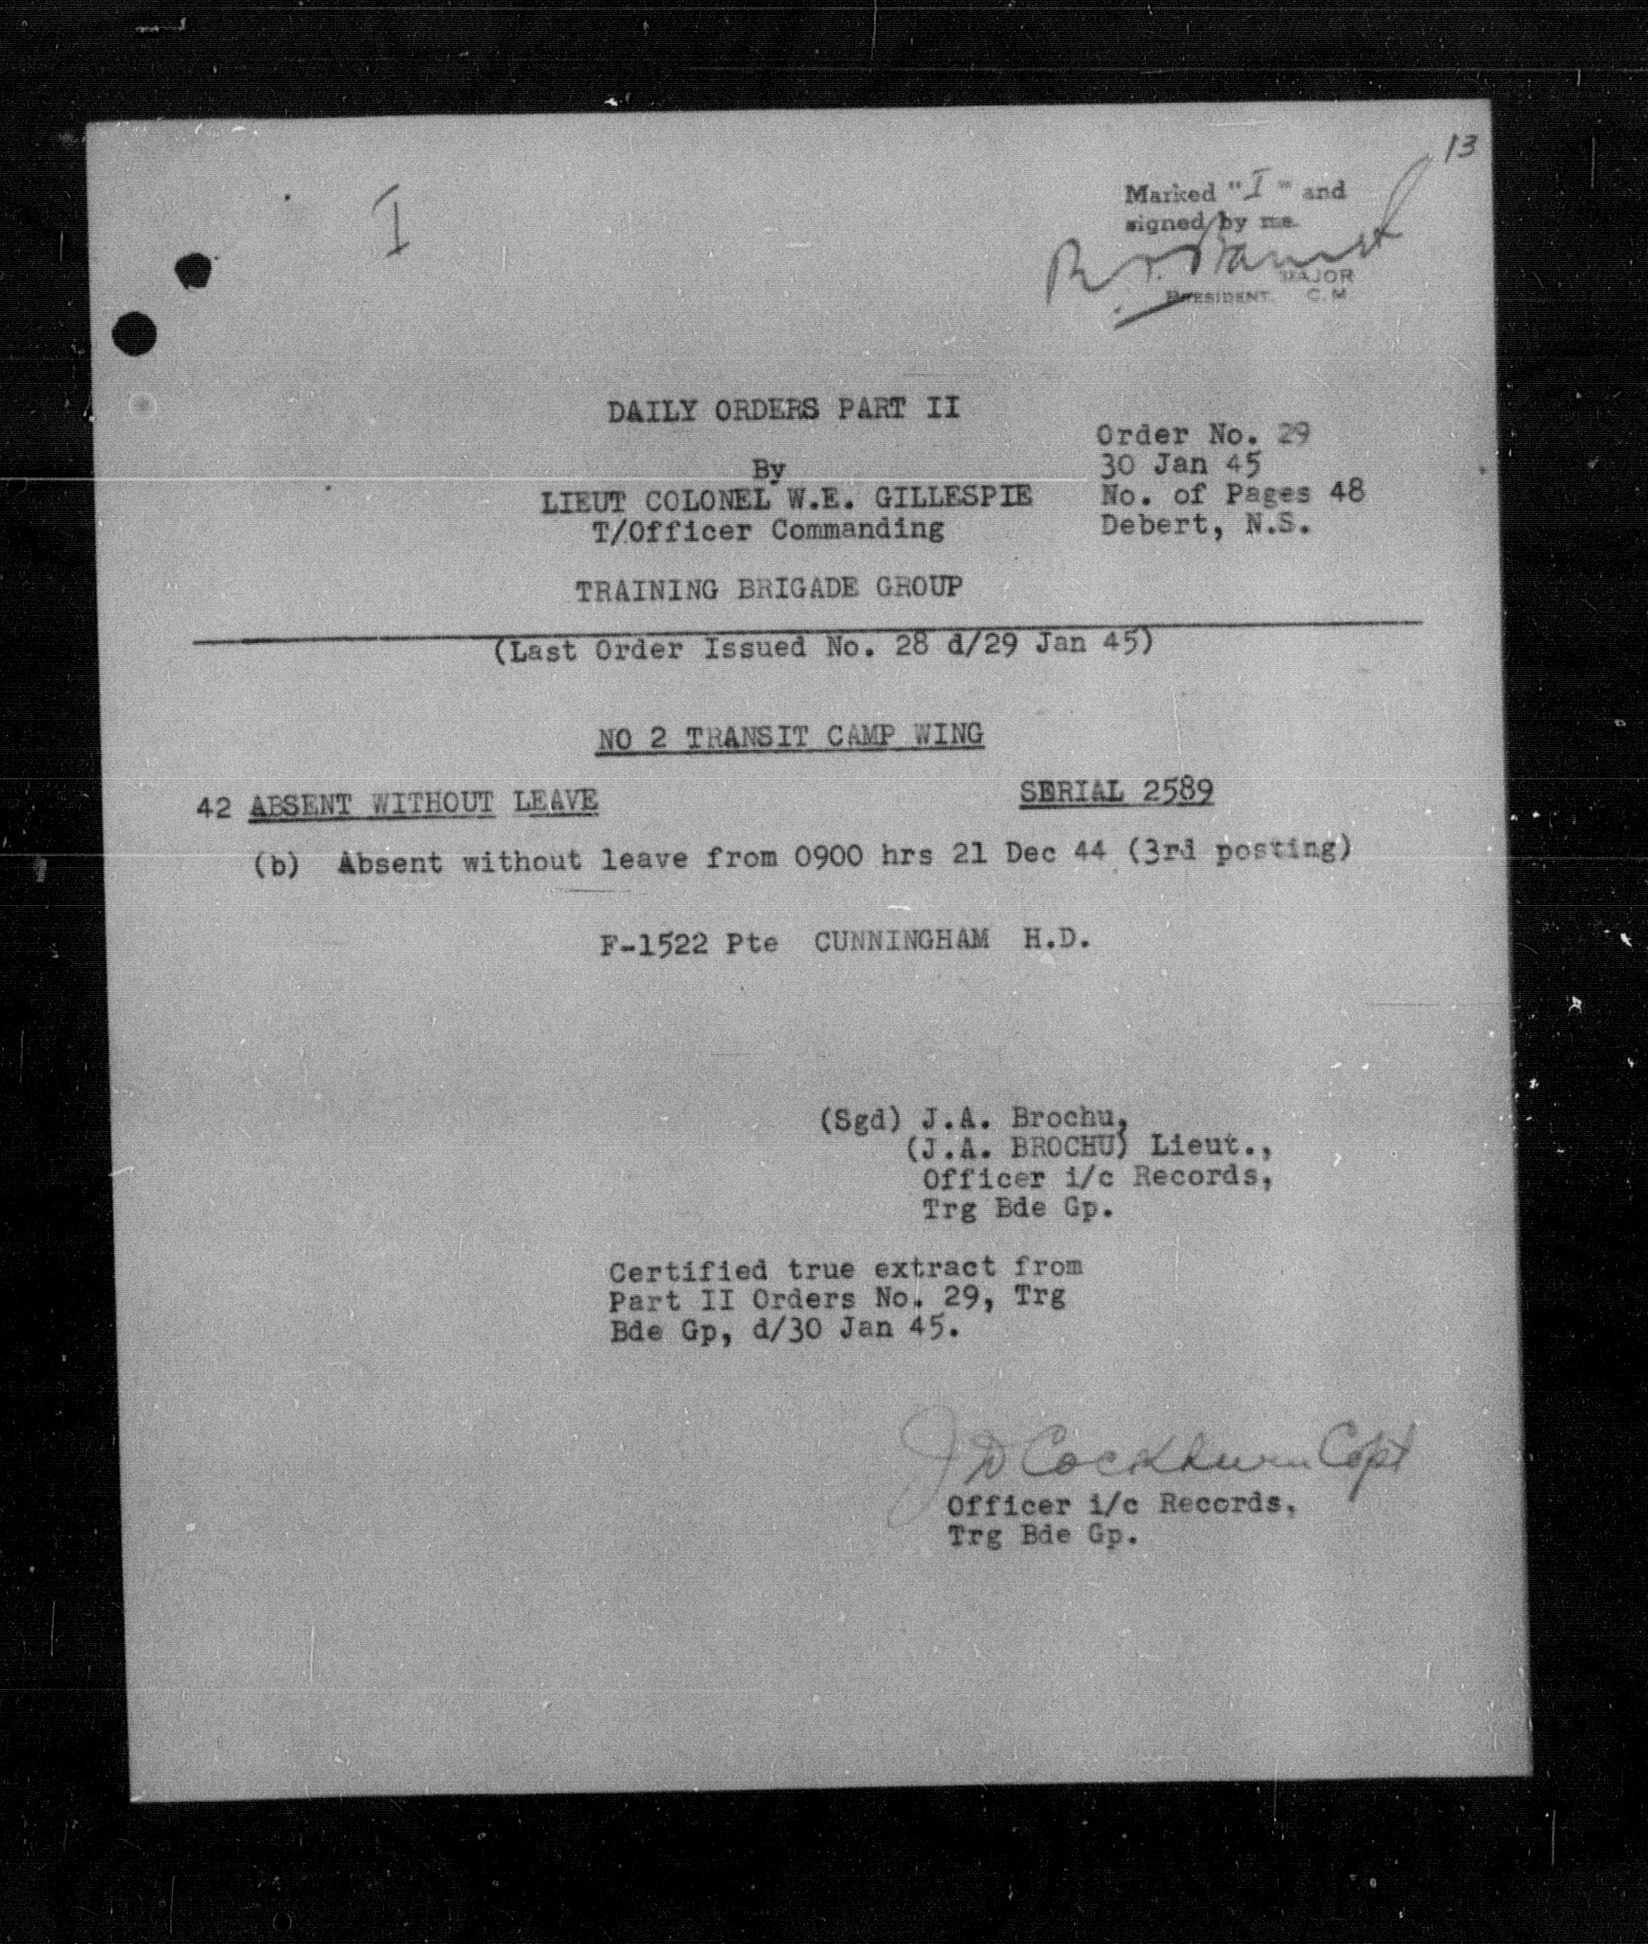 13
I
Marked "I" and
signed by me.
MAJOR
PRESIDENT. C.M
DAILY ORDERS PART II
Order No. 29
By
30 Jan 45
LIEUT COLONEL W.E. GILLESPIE
No. of Pages 48
T/Officer Commanding
Debert, N.S.
TRAINING BRIGADE GROUP
(Last Order Issued No. 28 d/29 Jan 45)
NO 2 TRANSIT CAMP WING
42 ABSENT WITHOUT LEAVE SERIAL 2589
(b) Absent without leave from 0900 hrs 21 Dec 44 (3rd posting)
F-1522 Pte CUNNINGHAM H.D.
(Sgd) J.A. Brochu,
(J.A. BROCHU) Lieut.,
Officer i/c Records,
Trg Bde Gp.
Certified true extract from
Part II Orders No. 29, Trg
Bde Gp, d/30 Jan 45.
J D Cockburn Capt
Officer i/c Records,
Trg Bde Gp.